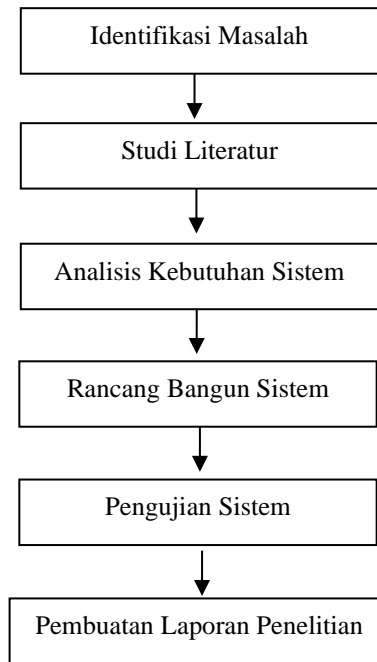 Identifikasi Masalah
Studi Literatur
Analisis Kebutuhan Sistem
Rancang Bangun Sistem
Pengujian Sistem
Pembuatan Laporan Penelitian